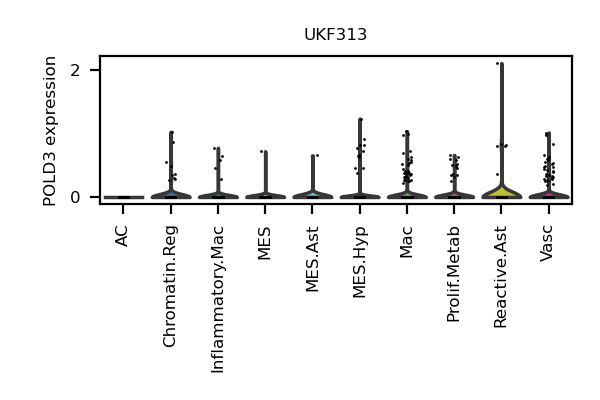 UKF313
POLD3 expression
2
0
AC
Chromatin.Reg
Inflammatory.Mac
MES
MES.Ast
MES.Hyp
Mac
Prolif.Metab
Reactive.Ast
Vasc